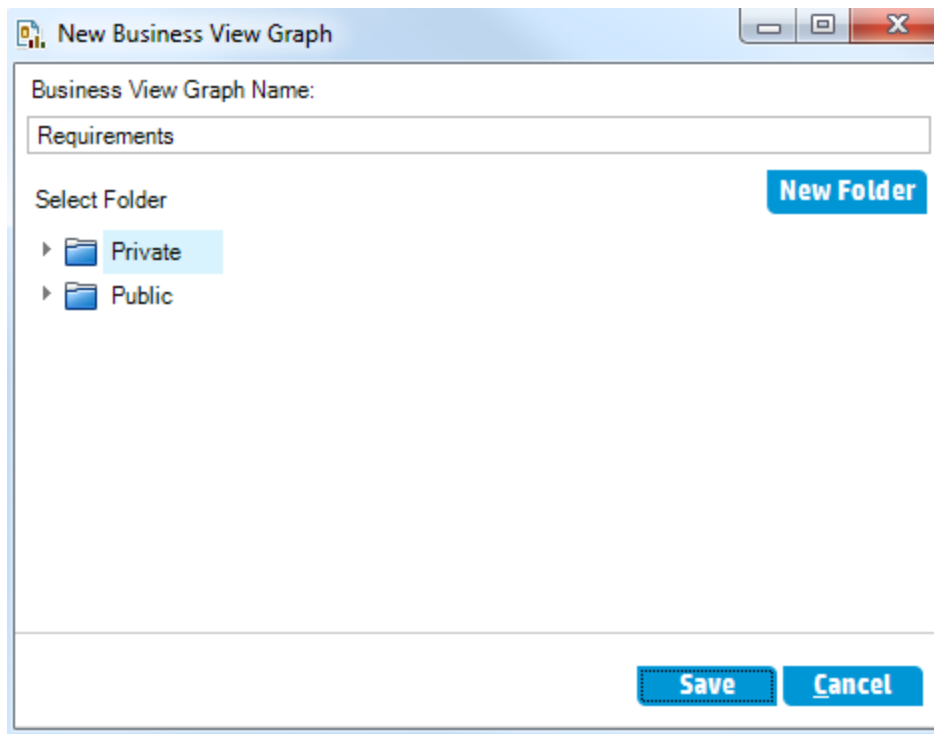 New Business View Graph
Business View Graph Name:
Requirements
New Folder
Select Folder
Private
Public
Save
Cancel